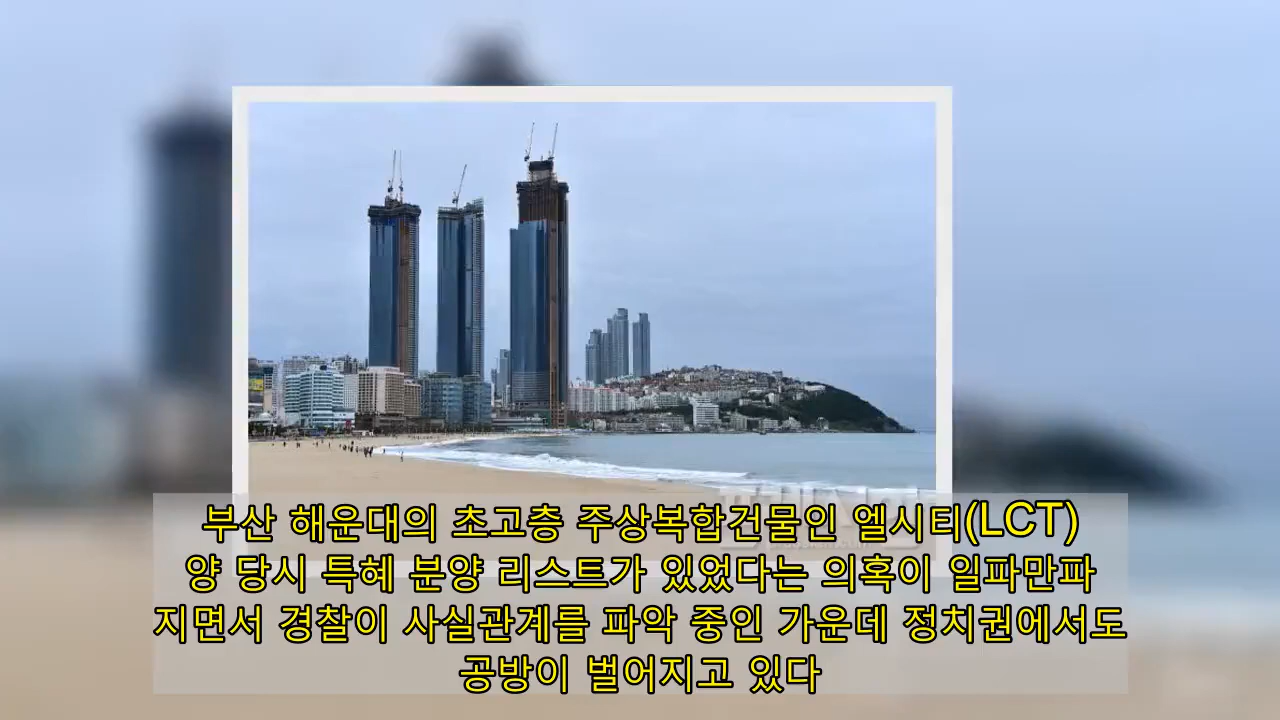 부산 해운대의 초고층 주상복합건물인 엘시티(LCT)
양 당시 특혜 분양 리스트가 있었다는 의혹이 일파만파
지면서 경찰이 사실관계를 파악 중인 가운데 정치권에서도
공방이 벌어지고 있다